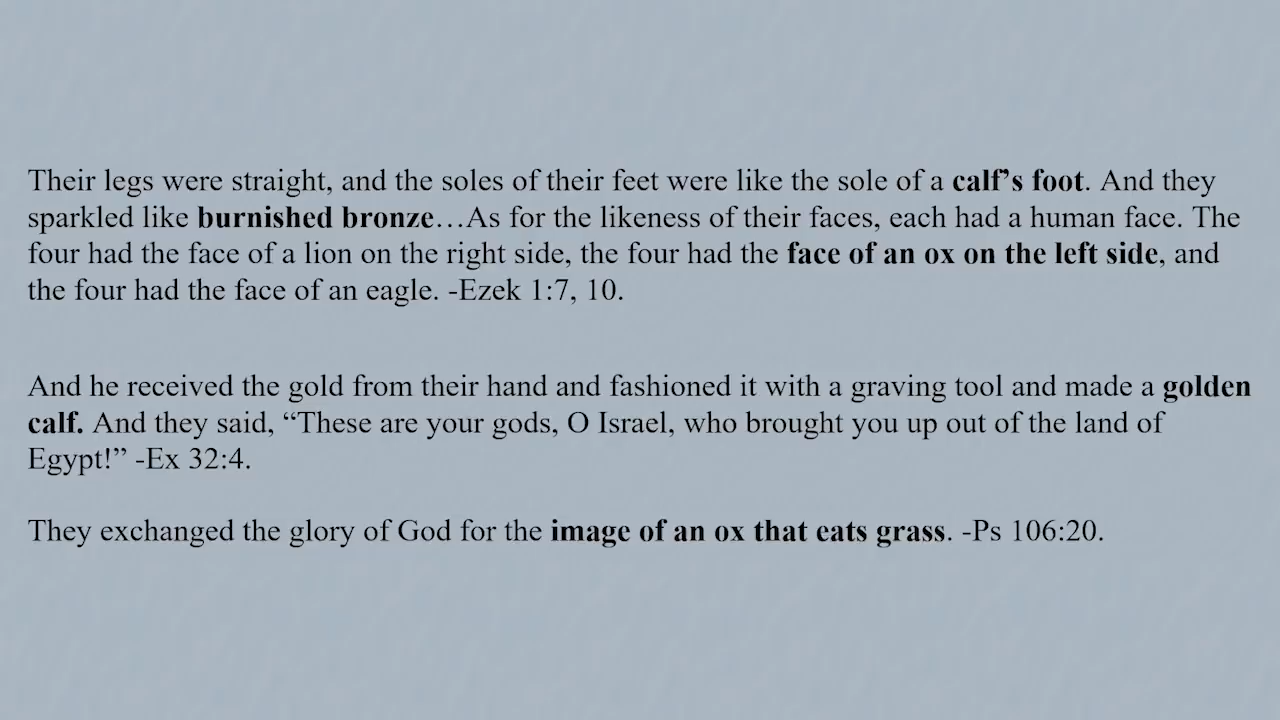 Their legs were straight, and the soles of their feet were like the sole of a calf’s foot. And they
sparkled like burnished bronze…As for the likeness of their faces, each had a human face. The
four had the face of a lion on the right side, the four had the face of an ox on the left side, and
the four had the face of an eagle. -Ezek 1:7, 10.
And he received the gold from their hand and fashioned it with a graving tool and made a golden
calf. And they said, “These are your gods, O Israel, who brought you up out of the land of
Egypt!” -Ex 32:4.
They exchanged the glory of God for the image of an ox that eats grass. -Ps 106:20.